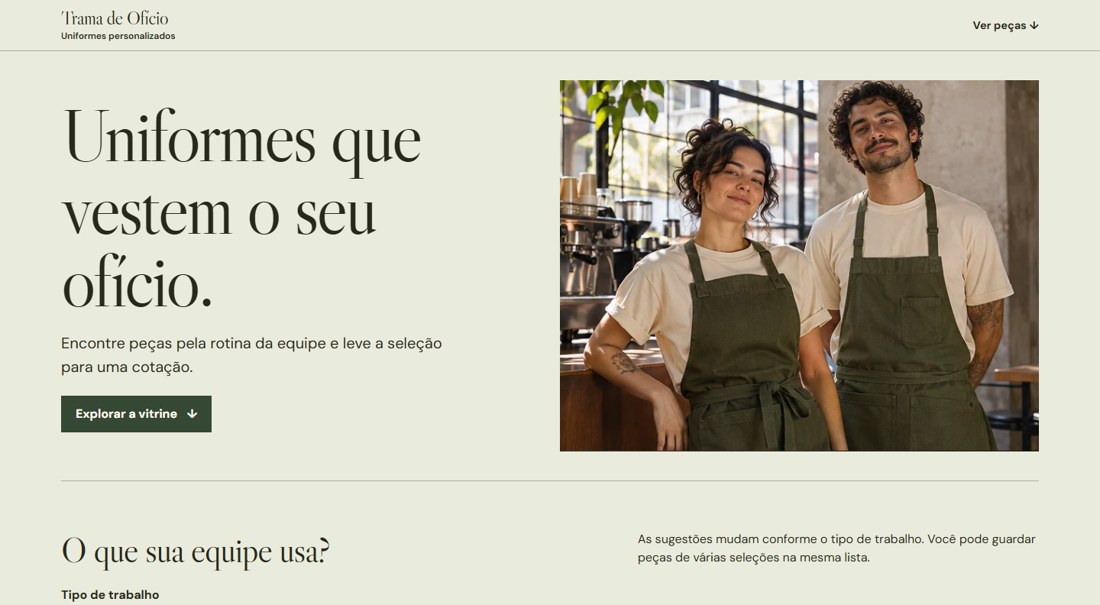 Trama de Ofício
Uniformes personalizados
Ver peças ↓
Uniformes que
vestem o seu
ofício.
Encontre peças pela rotina da equipe e leve a seleção
para uma cotação.
Explorar a vitrine ↓
O que sua equipe usa?
As sugestões mudam conforme o tipo de trabalho. Você pode guardar
peças de várias seleções na mesma lista.
Tipo de trabalho